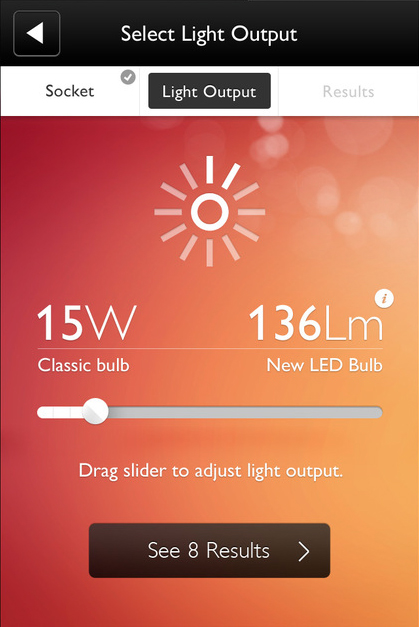 Select Light Output
Socket
Light Output
Results
15W
136Lm
i
Classic bulb
New LED Bulb
Drag slider to adjust light output.
See 8 Results